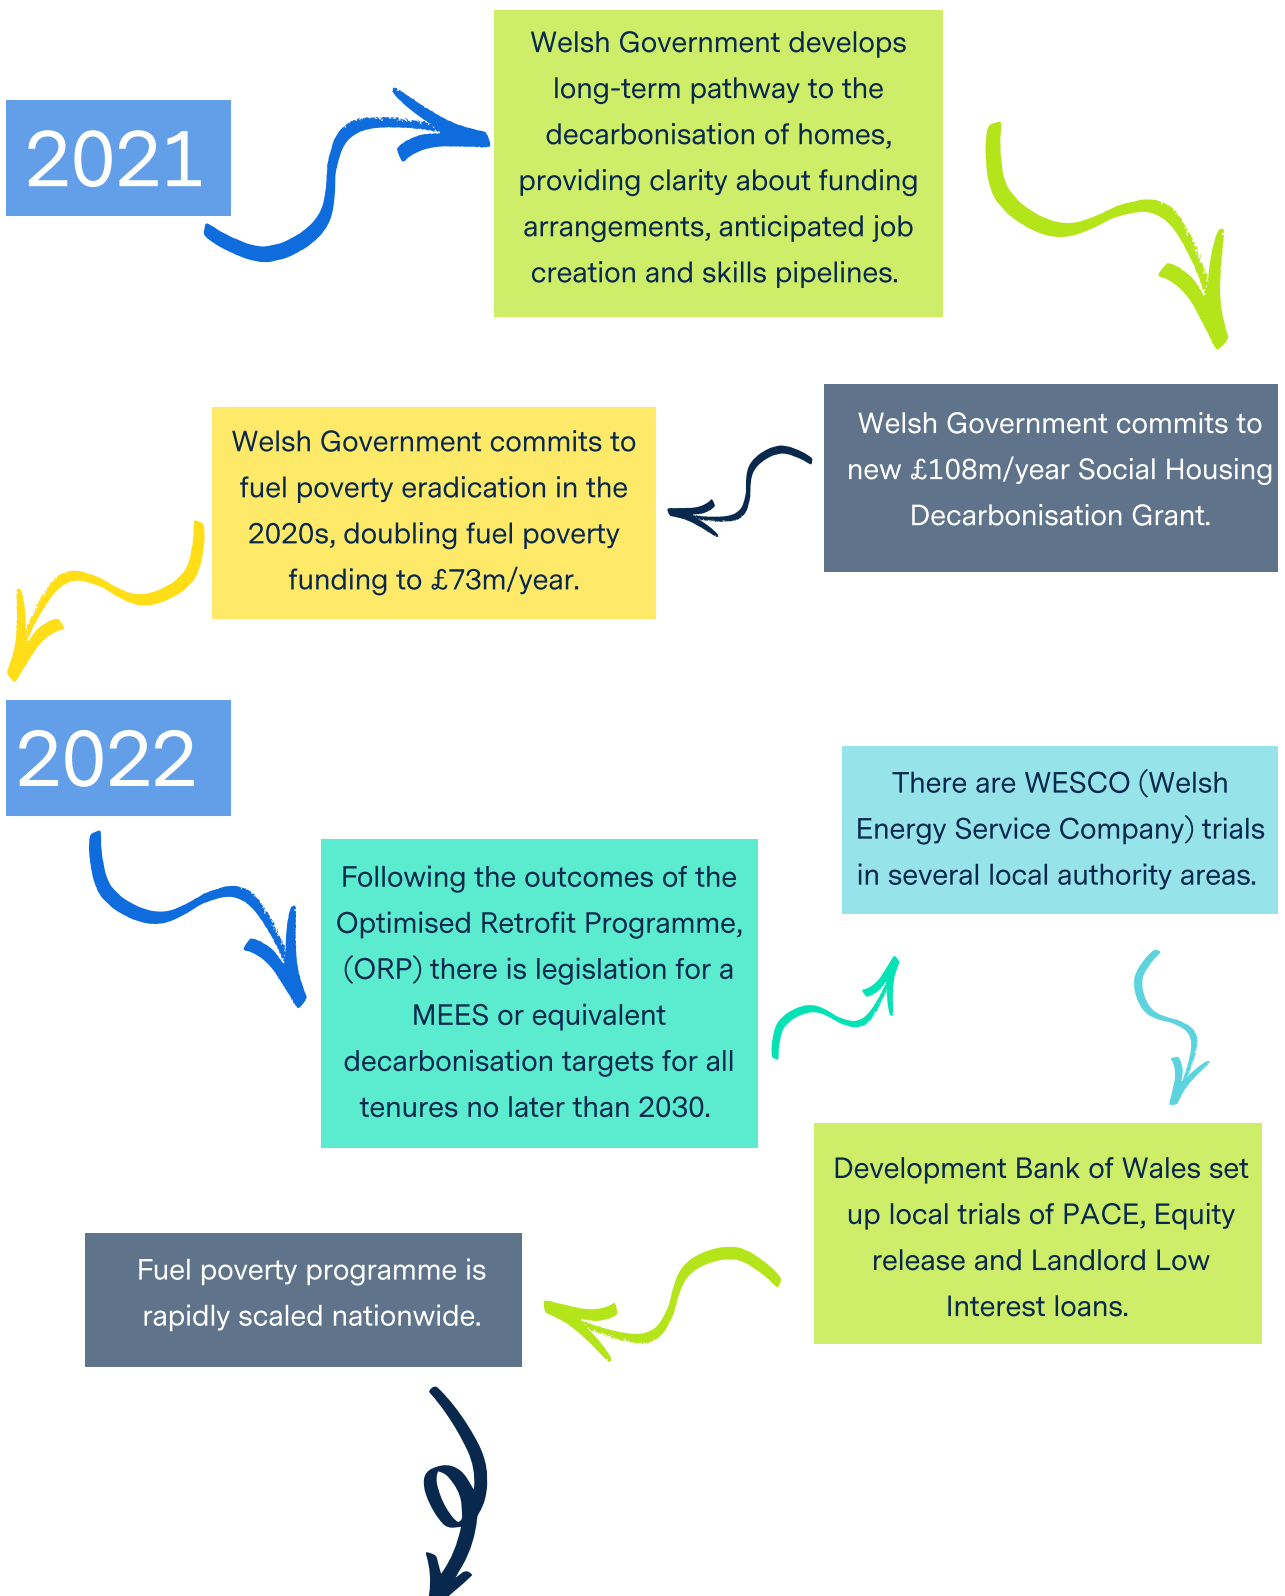 2021
Welsh Government develops
long-term pathway to the
decarbonisation of homes,
providing clarity about funding
arrangements, anticipated job
creation and skills pipelines.
Welsh Government commits to
new £108m/year Social Housing
Decarbonisation Grant.
Welsh Government commits to
fuel poverty eradication in the
2020s, doubling fuel poverty
funding to £73m/year.
2022
Following the outcomes of the
Optimised Retrofit Programme,
(ORP) there is legislation for a
MEES or equivalent
decarbonisation targets for all
tenures no later than 2030.
There are WESCO (Welsh
Energy Service Company) trials
in several local authority areas.
Development Bank of Wales set
up local trials of PACE, Equity
release and Landlord Low
Interest loans.
Fuel poverty programme is
rapidly scaled nationwide.